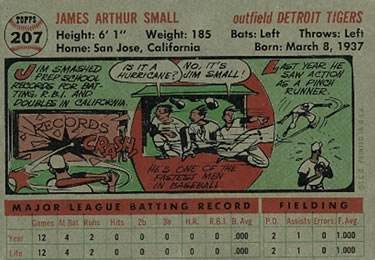 TOPPS
207
JAMES ARTHUR SMALL
outfield DETROIT TIGERS
Height: 6' 1" Weight: 185 Bats: Left Throws: Left
Home: San Jose, California Born: March 8, 1937
JIM SMASHED
PREP SCHOOL
RECORDS FOR BAT-
TING, R.B.I. AND
DOUBLES IN CALIFORNIA.
RECORDS
CRASH
IS IT A
HURRICANE?
NO, IT'S
JIM SMALL!
HE'S ONE OF THE
FASTEST MEN
IN BASEBALL
LAST YEAR HE
SAW ACTION
AS A PINCH
RUNNER.
MAJOR LEAGUE BATTING RECORD FIELDING
Games At Bat Runs Hits 2b 3b H.R. R.B.I. B. Avg. P.O. Assists Errors F. Avg.
Year 12 4 2 0 0 0 0 0 .000 2 1 0 1.000
Life 12 4 2 0 0 0 0 0 .000 2 1 0 1.000